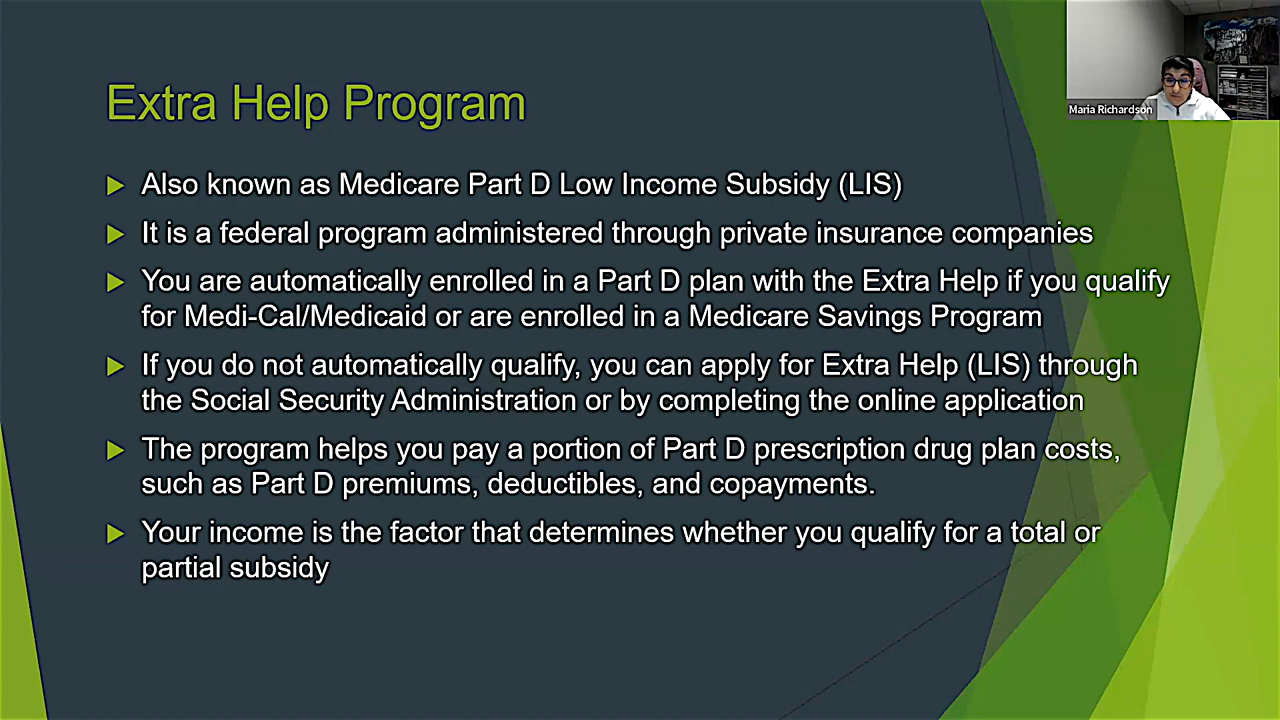 Extra Help Program
Maria Richardson
Also known as Medicare Part D Low Income Subsidy (LIS)
It is a federal program administered through private insurance companies
You are automatically enrolled in a Part D plan with the Extra Help if you qualify
for Medi-Cal/Medicaid or are enrolled in a Medicare Savings Program
If you do not automatically qualify, you can apply for Extra Help (LIS) through
the Social Security Administration or by completing the online application
The program helps you pay a portion of Part D prescription drug plan costs,
such as Part D premiums, deductibles, and copayments.
Your income is the factor that determines whether you qualify for a total or
partial subsidy